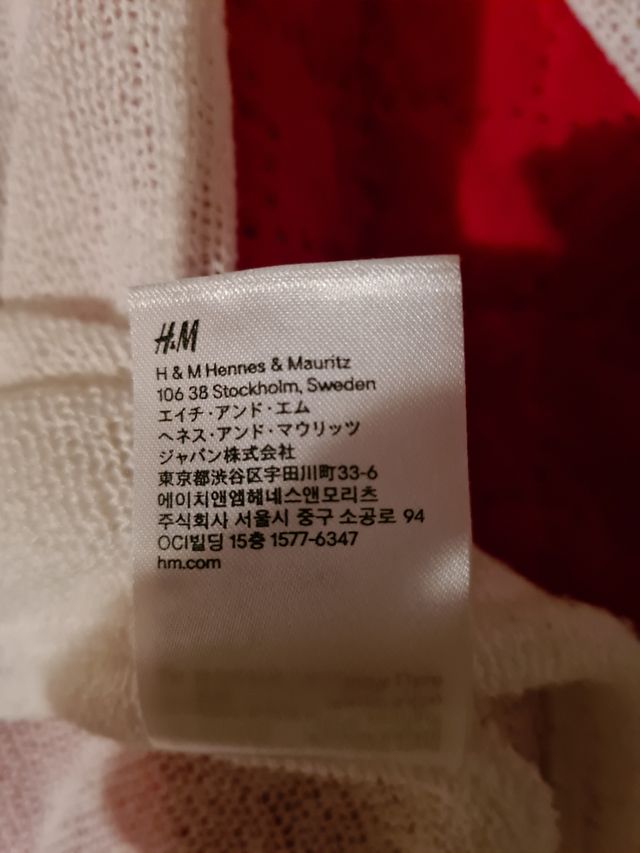 H&M
H & M Hennes & Mauritz
106 38 Stockholm, Sweden
エイチ・アンド・エム
ヘネス・アンド・マウリッツ
ジャパン株式会社
東京都渋谷区宇田川町33-6
에이치앤엠헤네스앤모리츠
주식회사 서울시 중구 소공로 94
OCI빌딩 15층 1577-6347
hm.com